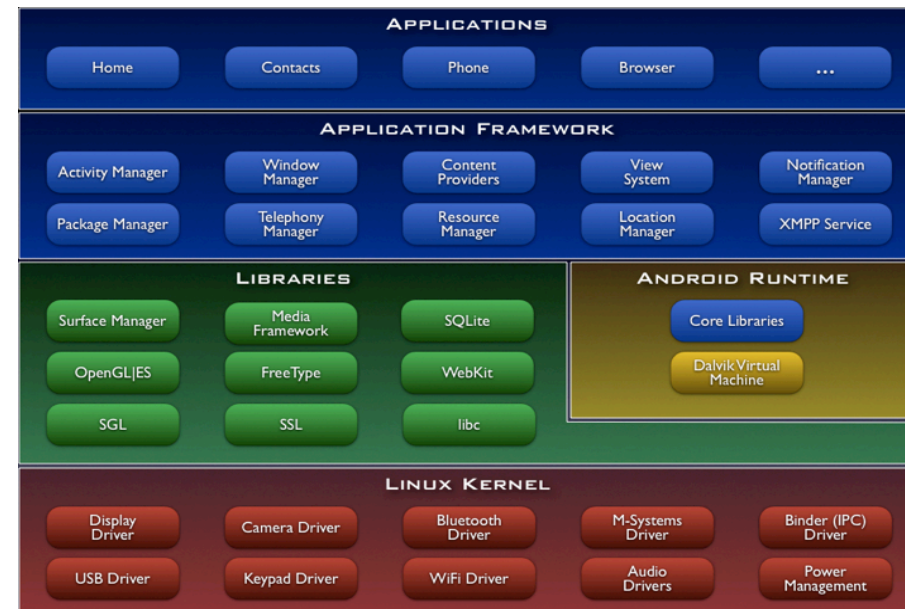 APPLICATIONS
Home
Contacts
Phone
Browser
...
APPLICATION FRAMEWORK
Activity Manager
Window
Manager
Content
Providers
View
System
Notification
Manager
Package Manager
Telephony
Manager
Resource
Manager
Location
Manager
XMPP Service
LIBRARIES
Surface Manager
Media
Framework
SQLite
OpenGL|ES
FreeType
WebKit
SGL
SSL
libc
ANDROID RUNTIME
Core Libraries
Dalvik Virtual
Machine
LINUX KERNEL
Display
Driver
Camera Driver
Bluetooth
Driver
M-Systems
Driver
Binder (IPC)
Driver
USB Driver
Keypad Driver
WiFi Driver
Audio
Drivers
Power
Management